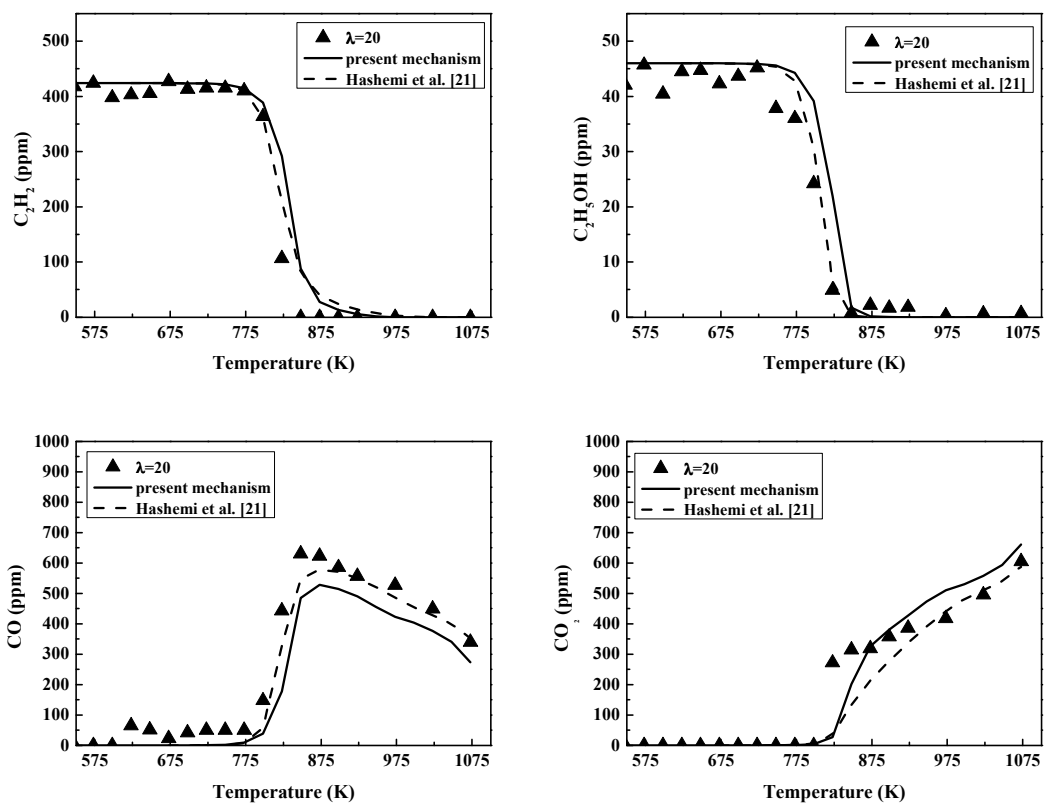 500
400
300
200
100
0
C₂H₂ (ppm)
λ=20
present mechanism
Hashemi et al. [21]
575 675 775 875 975 1075
Temperature (K)
50
40
30
20
10
0
C₂H₅OH (ppm)
λ=20
present mechanism
Hashemi et al. [21]
575 675 775 875 975 1075
Temperature (K)
1000
900
800
700
600
500
400
300
200
100
0
CO (ppm)
λ=20
present mechanism
Hashemi et al. [21]
575 675 775 875 975 1075
Temperature (K)
1000
900
800
700
600
500
400
300
200
100
0
CO₂ (ppm)
λ=20
present mechanism
Hashemi et al. [21]
575 675 775 875 975 1075
Temperature (K)